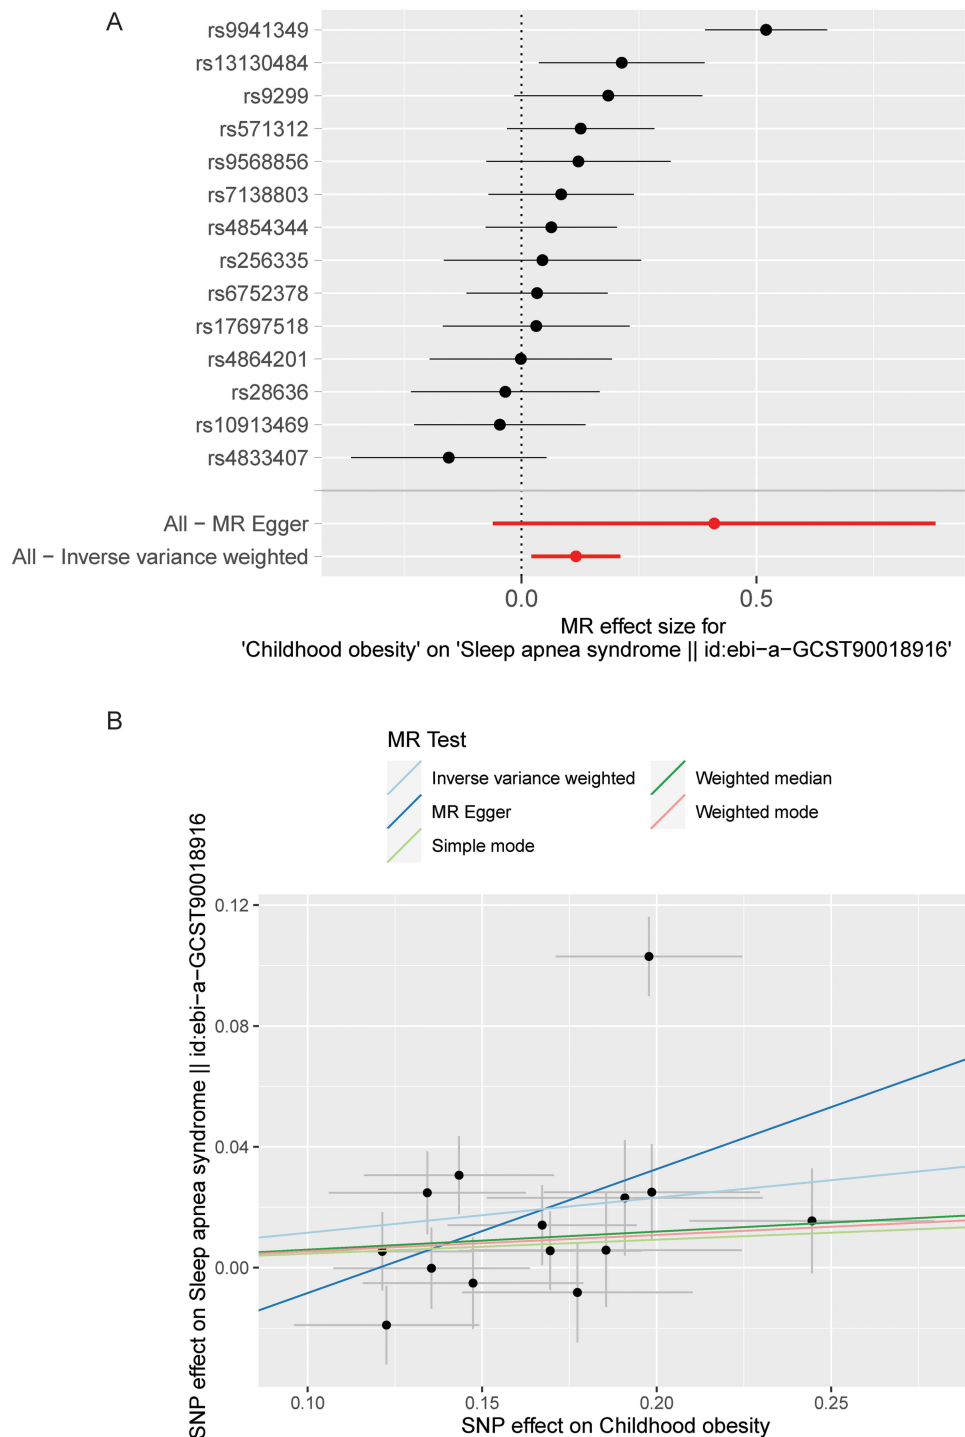 A
rs9941349
rs13130484
rs9299
rs571312
rs9568856
rs7138803
rs4854344
rs256335
rs6752378
rs17697518
rs4864201
rs28636
rs10913469
rs4833407
All − MR Egger
All − Inverse variance weighted
0.0 0.5
MR effect size for
'Childhood obesity' on 'Sleep apnea syndrome || id:ebi−a−GCST90018916'
B
MR Test
Inverse variance weighted Weighted median
MR Egger Weighted mode
Simple mode
SNP effect on Sleep apnea syndrome || id:ebi−a−GCST90018916
0.12
0.08
0.04
0.00
0.10 0.15 0.20 0.25
SNP effect on Childhood obesity